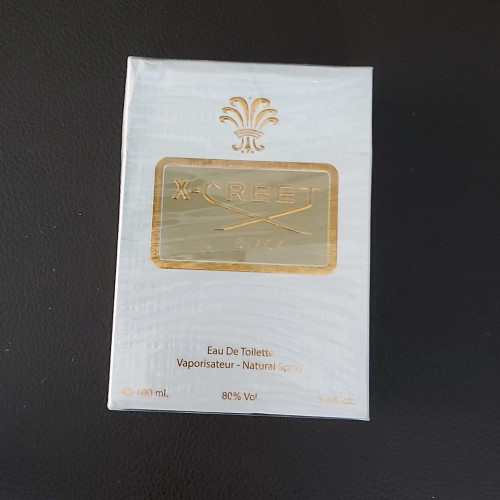 X-CREET
BLACK
Eau De Toilette
Vaporisateur - Natural Spray
℮ 100 ml. 80% Vol 3.4 fl. oz.